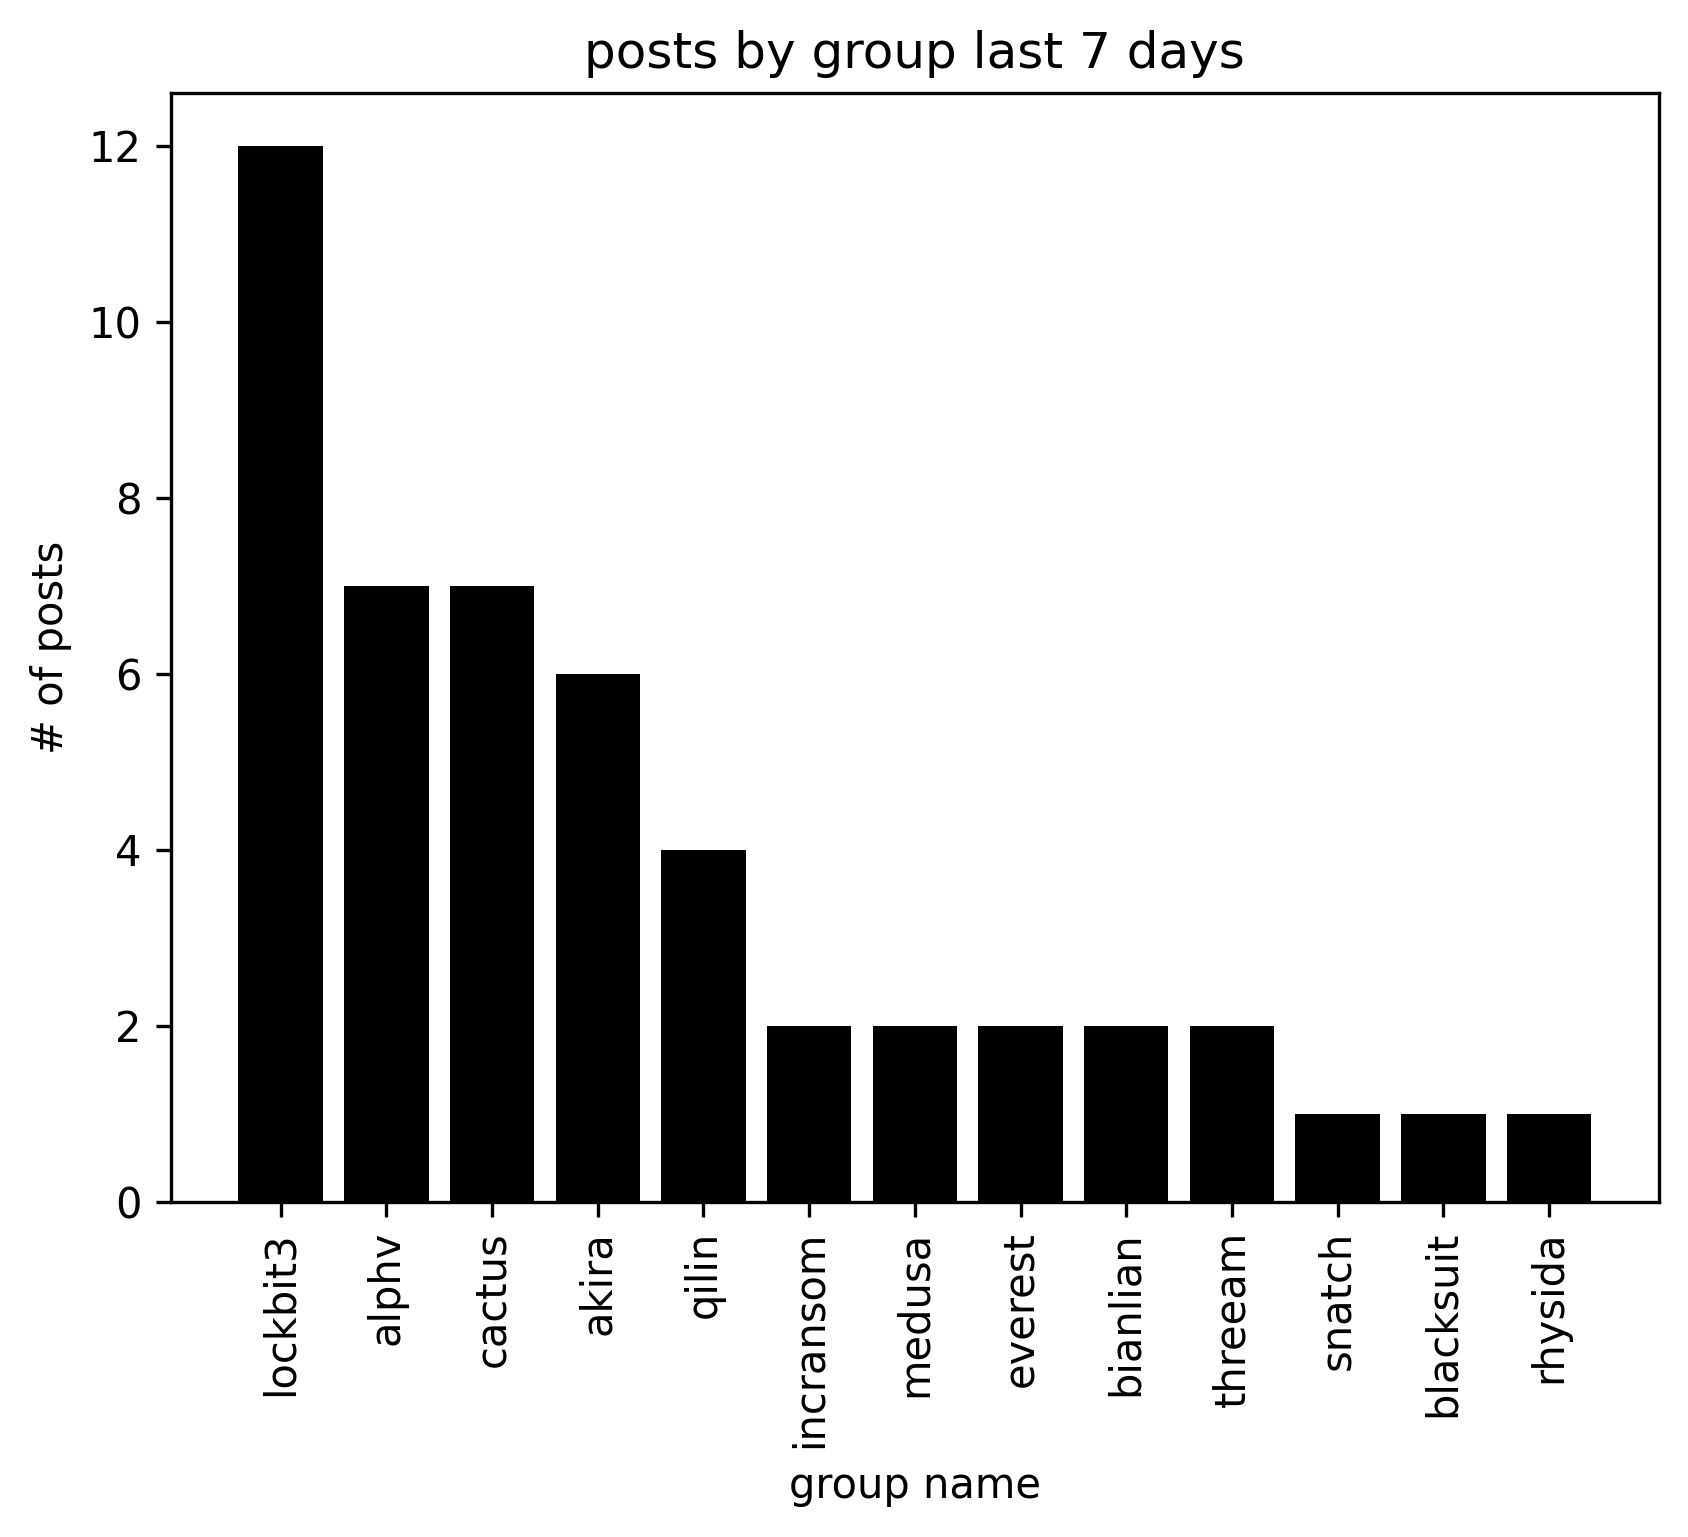 posts by group last 7 days
12
10
8
6
4
2
0
# of posts
lockbit3
alphv
cactus
akira
qilin
incransom
medusa
everest
bianlian
threeam
snatch
blacksuit
rhysida
group name